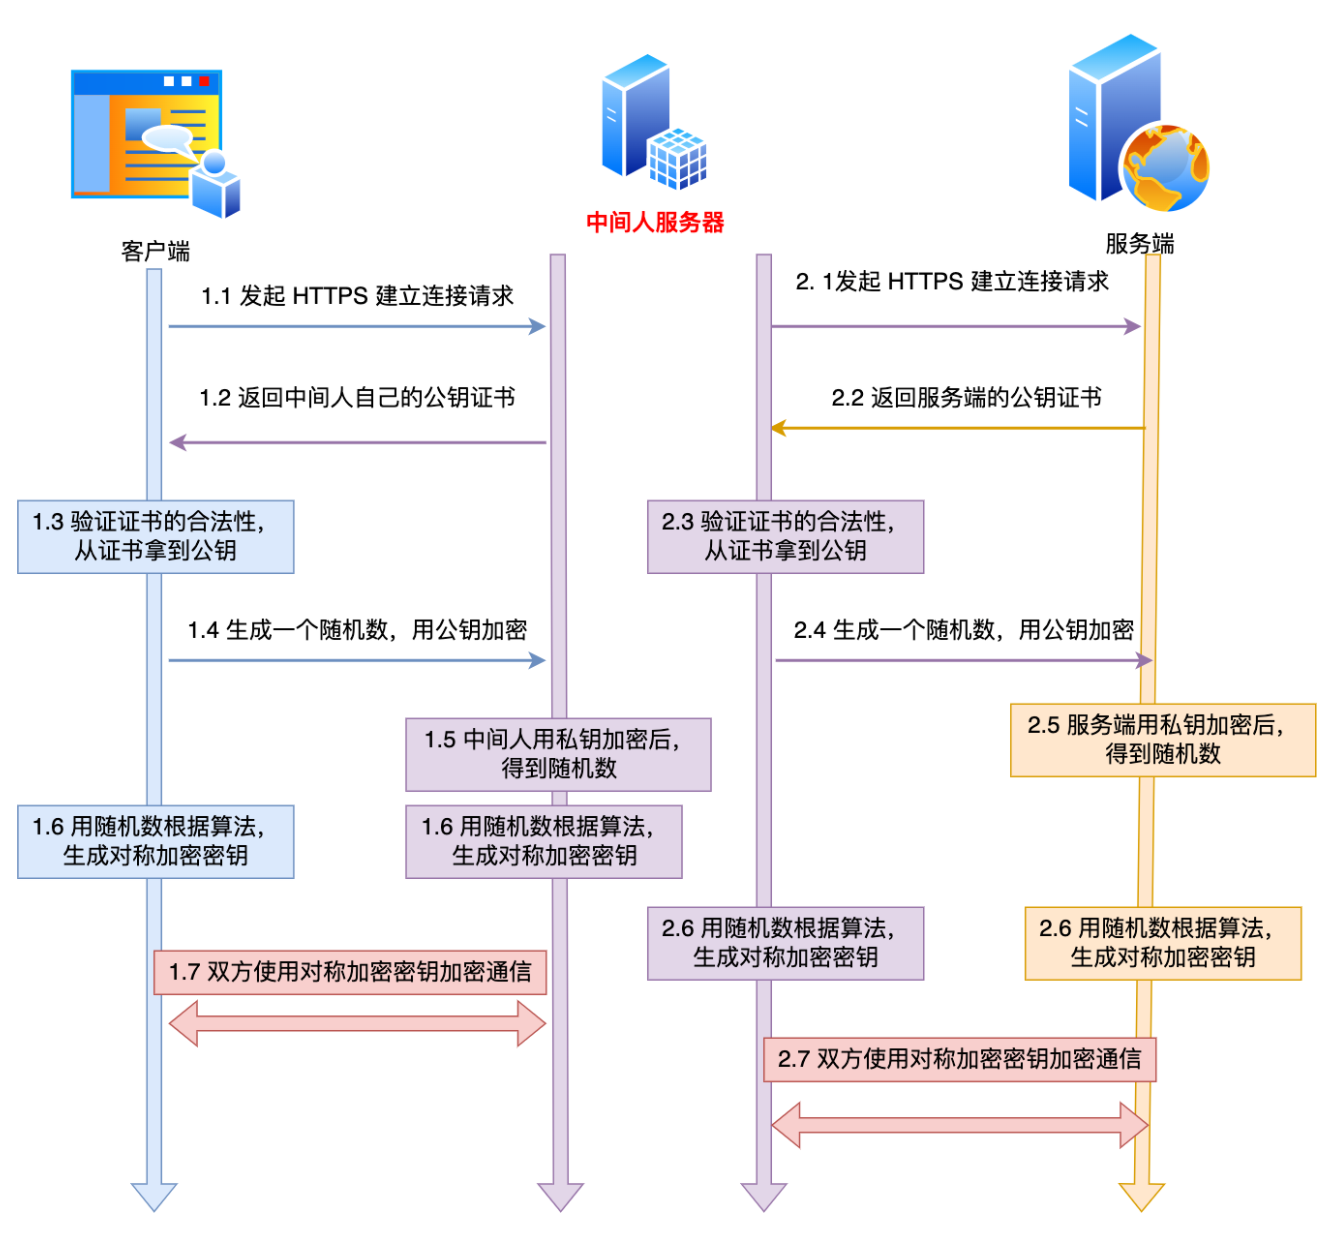 中间人服务器
客户端
服务端
1.1 发起 HTTPS 建立连接请求
2. 1发起 HTTPS 建立连接请求
1.2 返回中间人自己的公钥证书
2.2 返回服务端的公钥证书
1.3 验证证书的合法性，
从证书拿到公钥
2.3 验证证书的合法性，
从证书拿到公钥
1.4 生成一个随机数，用公钥加密
2.4 生成一个随机数，用公钥加密
2.5 服务端用私钥加密后，
得到随机数
1.5 中间人用私钥加密后，
得到随机数
1.6 用随机数根据算法，
生成对称加密密钥
1.6 用随机数根据算法，
生成对称加密密钥
2.6 用随机数根据算法，
生成对称加密密钥
2.6 用随机数根据算法，
生成对称加密密钥
1.7 双方使用对称加密密钥加密通信
2.7 双方使用对称加密密钥加密通信